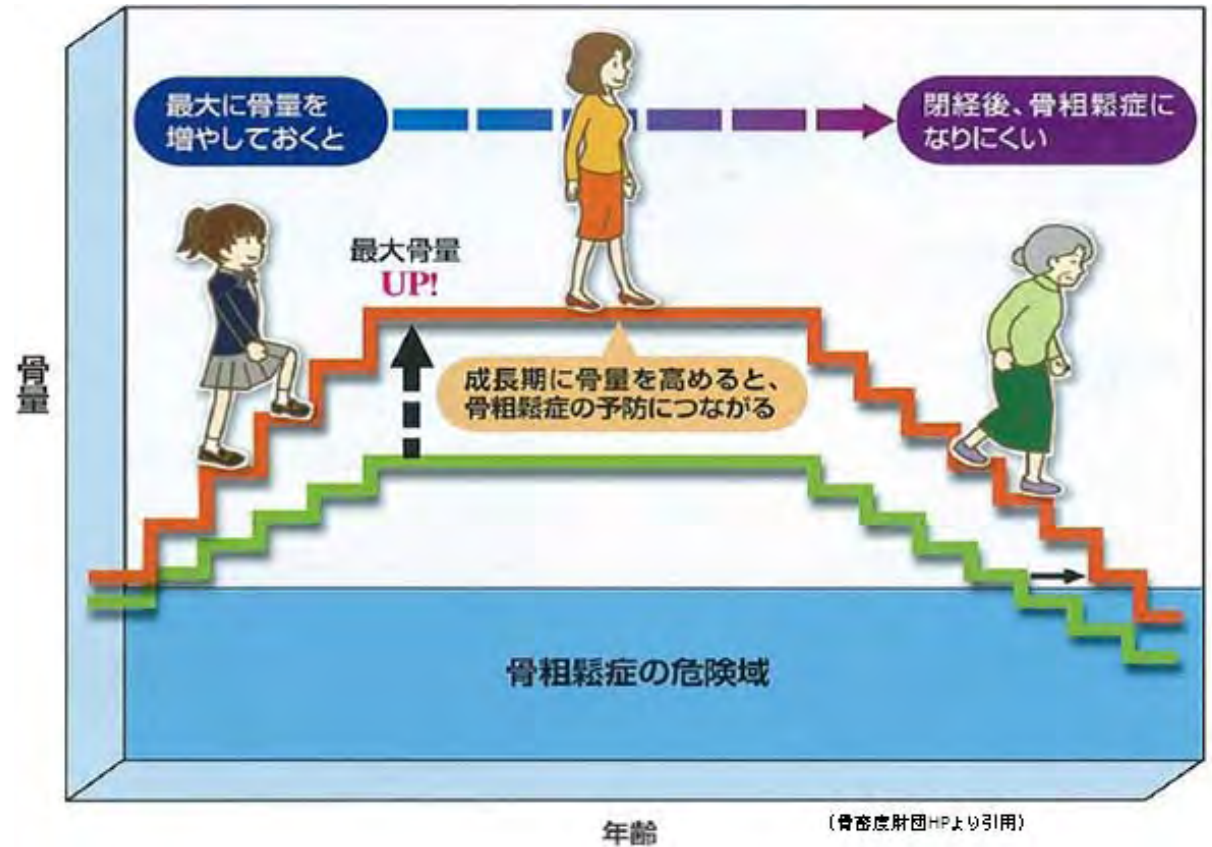 最大に骨量を
増やしておくと
閉経後、骨粗鬆症に
なりにくい
最大骨量
UP!
成長期に骨量を高めると、
骨粗鬆症の予防につながる
骨量
骨粗鬆症の危険域
年齢
(骨密度財団HPより引用)